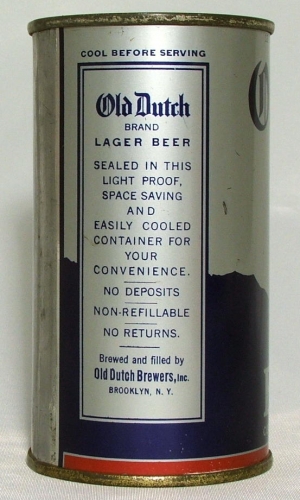 COOL BEFORE SERVING
Old Dutch
BRAND
LAGER BEER
SEALED IN THIS
LIGHT PROOF,
SPACE SAVING
AND
EASILY COOLED
CONTAINER FOR
YOUR
CONVENIENCE.
NO DEPOSITS
NON-REFILLABLE
NO RETURNS.
Brewed and filled by
Old Dutch Brewers, Inc.
BROOKLYN, N. Y.